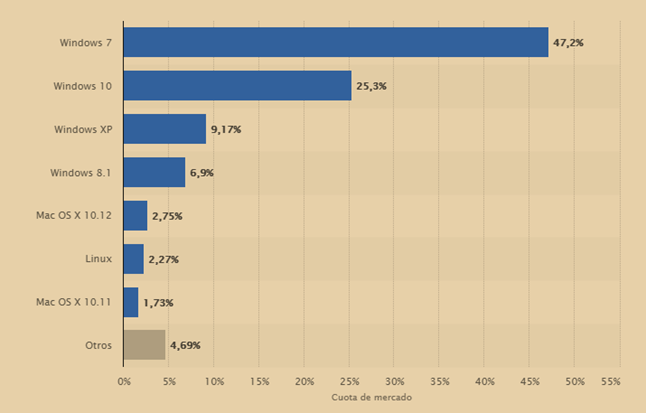 Windows 7 47,2%
Windows 10 25,3%
Windows XP 9,17%
Windows 8.1 6,9%
Mac OS X 10.12 2,75%
Linux 2,27%
Mac OS X 10.11 1,73%
Otros 4,69%
0% 5% 10% 15% 20% 25% 30% 35% 40% 45% 50% 55%
Cuota de mercado